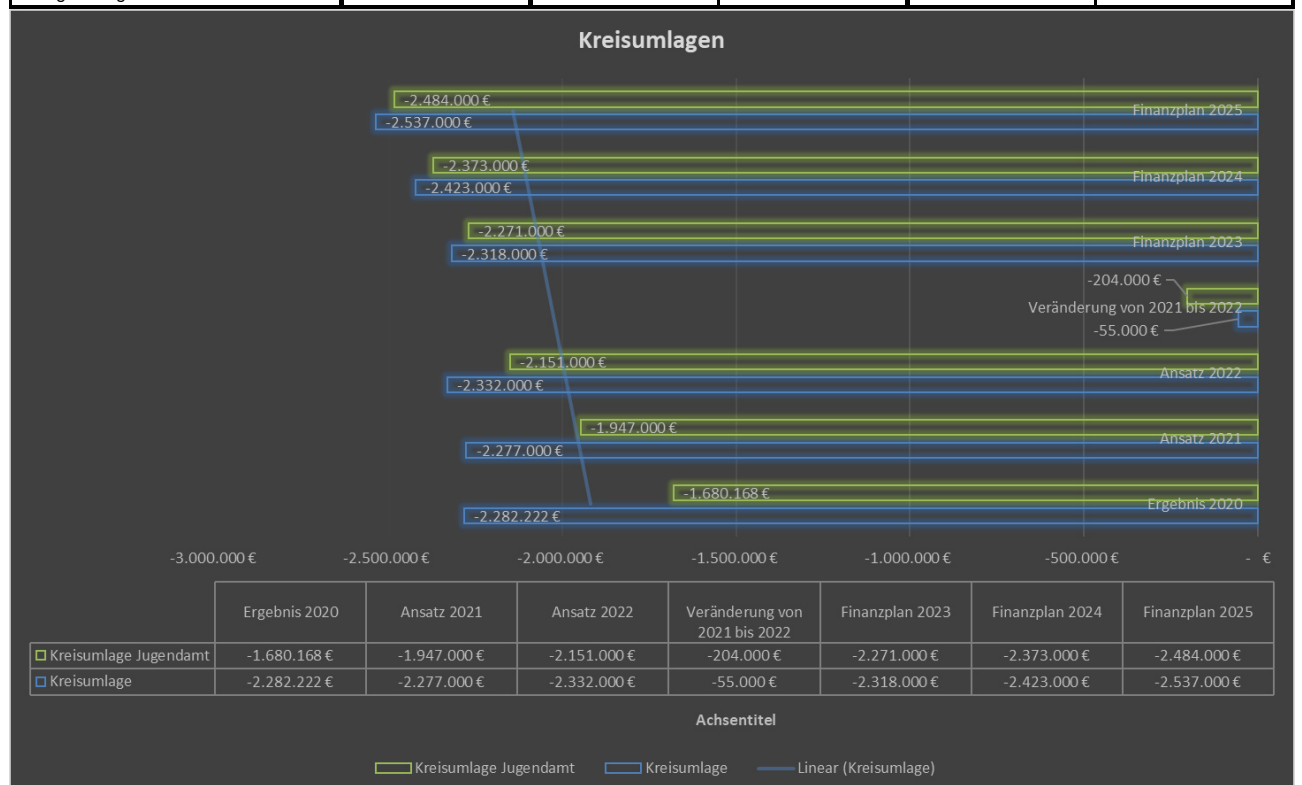 Kreisumlagen
-2.484.000 €
Finanzplan 2025
-2.537.000 €
-2.373.000 €
Finanzplan 2024
-2.423.000 €
-2.271.000 €
Finanzplan 2023
-2.318.000 €
-204.000 €
Veränderung von 2021 bis 2022
-55.000 €
-2.151.000 €
Ansatz 2022
-2.332.000 €
-1.947.000 €
Ansatz 2021
-2.277.000 €
-1.680.168 €
Ergebnis 2020
-2.282.222 €
-3.000.000 € -2.500.000 € -2.000.000 € -1.500.000 € -1.000.000 € -500.000 € - €
Ergebnis 2020 Ansatz 2021 Ansatz 2022 Veränderung von Finanzplan 2023 Finanzplan 2024 Finanzplan 2025
2021 bis 2022
Kreisumlage Jugendamt -1.680.168 € -1.947.000 € -2.151.000 € -204.000 € -2.271.000 € -2.373.000 € -2.484.000 €
Kreisumlage -2.282.222 € -2.277.000 € -2.332.000 € -55.000 € -2.318.000 € -2.423.000 € -2.537.000 €
Achsentitel
Kreisumlage Jugendamt Kreisumlage Linear (Kreisumlage)